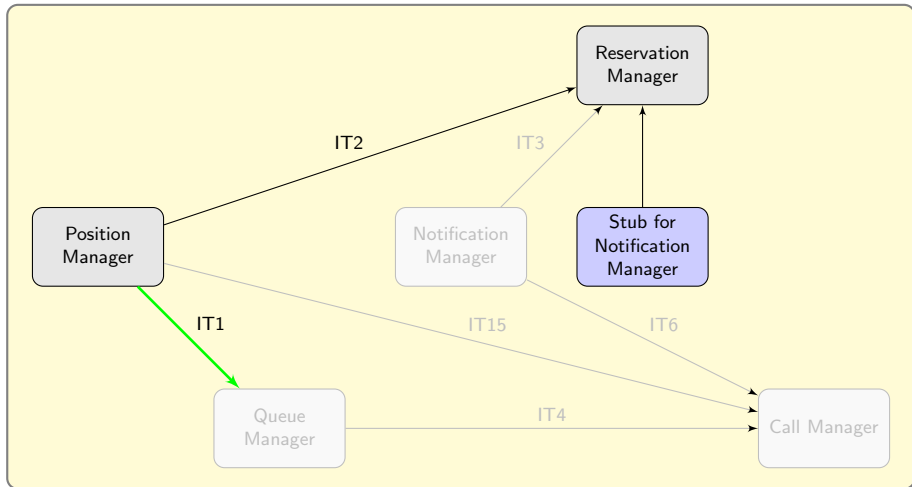 Reservation
Manager
IT2
IT3
Position
Manager
Notification
Manager
Stub for
Notification
Manager
IT1
IT15
IT6
Queue
Manager
IT4
Call Manager